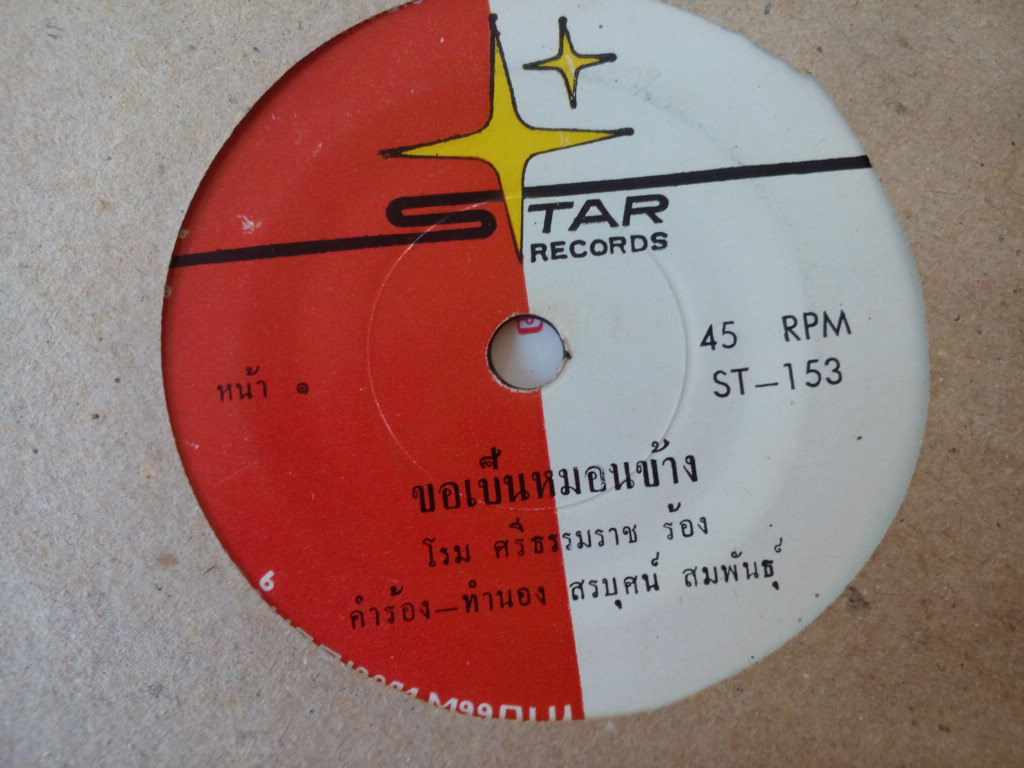 STAR
RECORDS
45 RPM
ST-153
หน้า ๑
ขอเป็นหมอนข้าง
โรม ศรีธรรมราช ร้อง
คำร้อง-ทำนอง สรบุศน์ สมพันธุ์
6